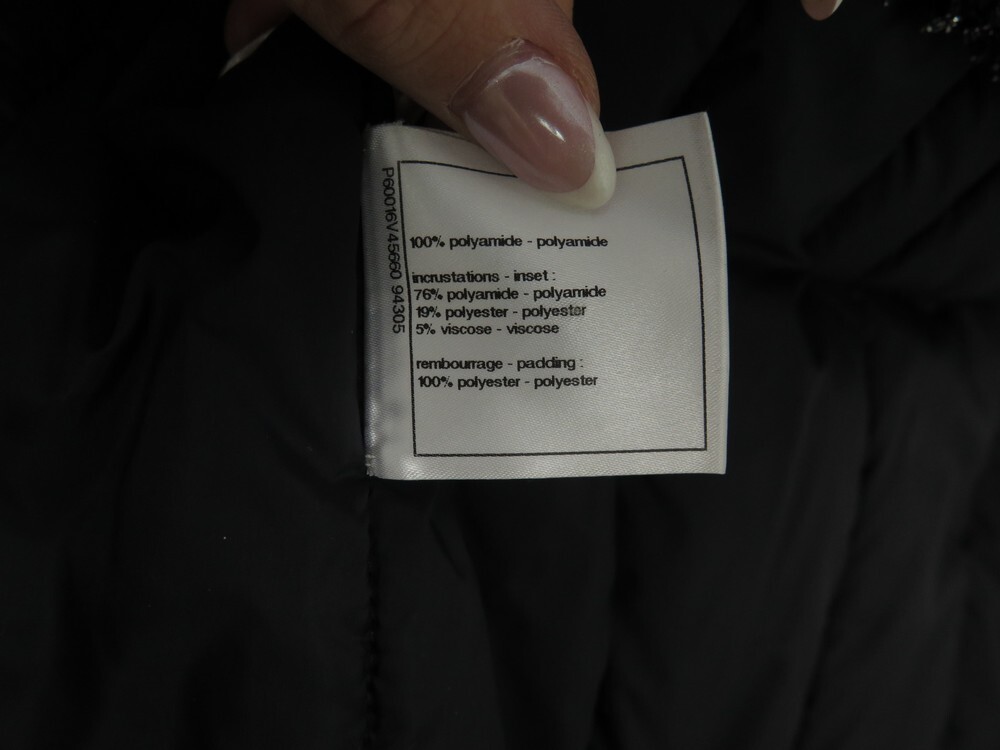 P60016V45660 94305
100% polyamide - polyamide
incrustations - inset :
76% polyamide - polyamide
19% polyester - polyester
5% viscose - viscose
rembourrage - padding :
100% polyester - polyester